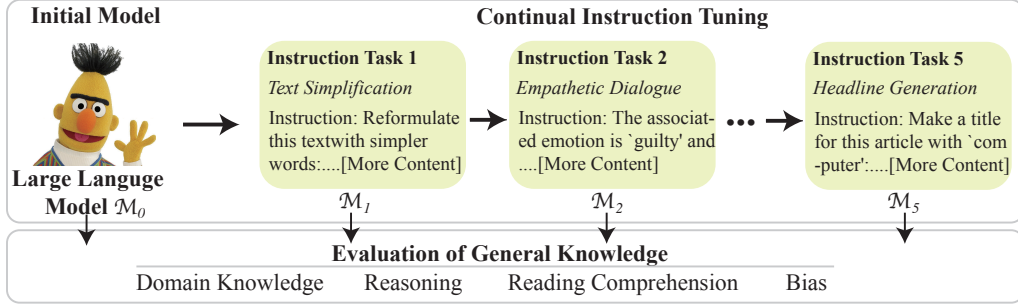 Initial Model
Continual Instruction Tuning
Large Languge
Model M₀
Instruction Task 1
Text Simplification
Instruction: Reformulate
this textwith simpler
words:....[More Content]
M₁
Instruction Task 2
Empathetic Dialogue
Instruction: The associat-
ed emotion is `guilty' and
....[More Content]
M₂
Instruction Task 5
Headline Generation
Instruction: Make a title
for this article with `com
-puter':....[More Content]
M₅
Evaluation of General Knowledge
Domain Knowledge Reasoning Reading Comprehension Bias